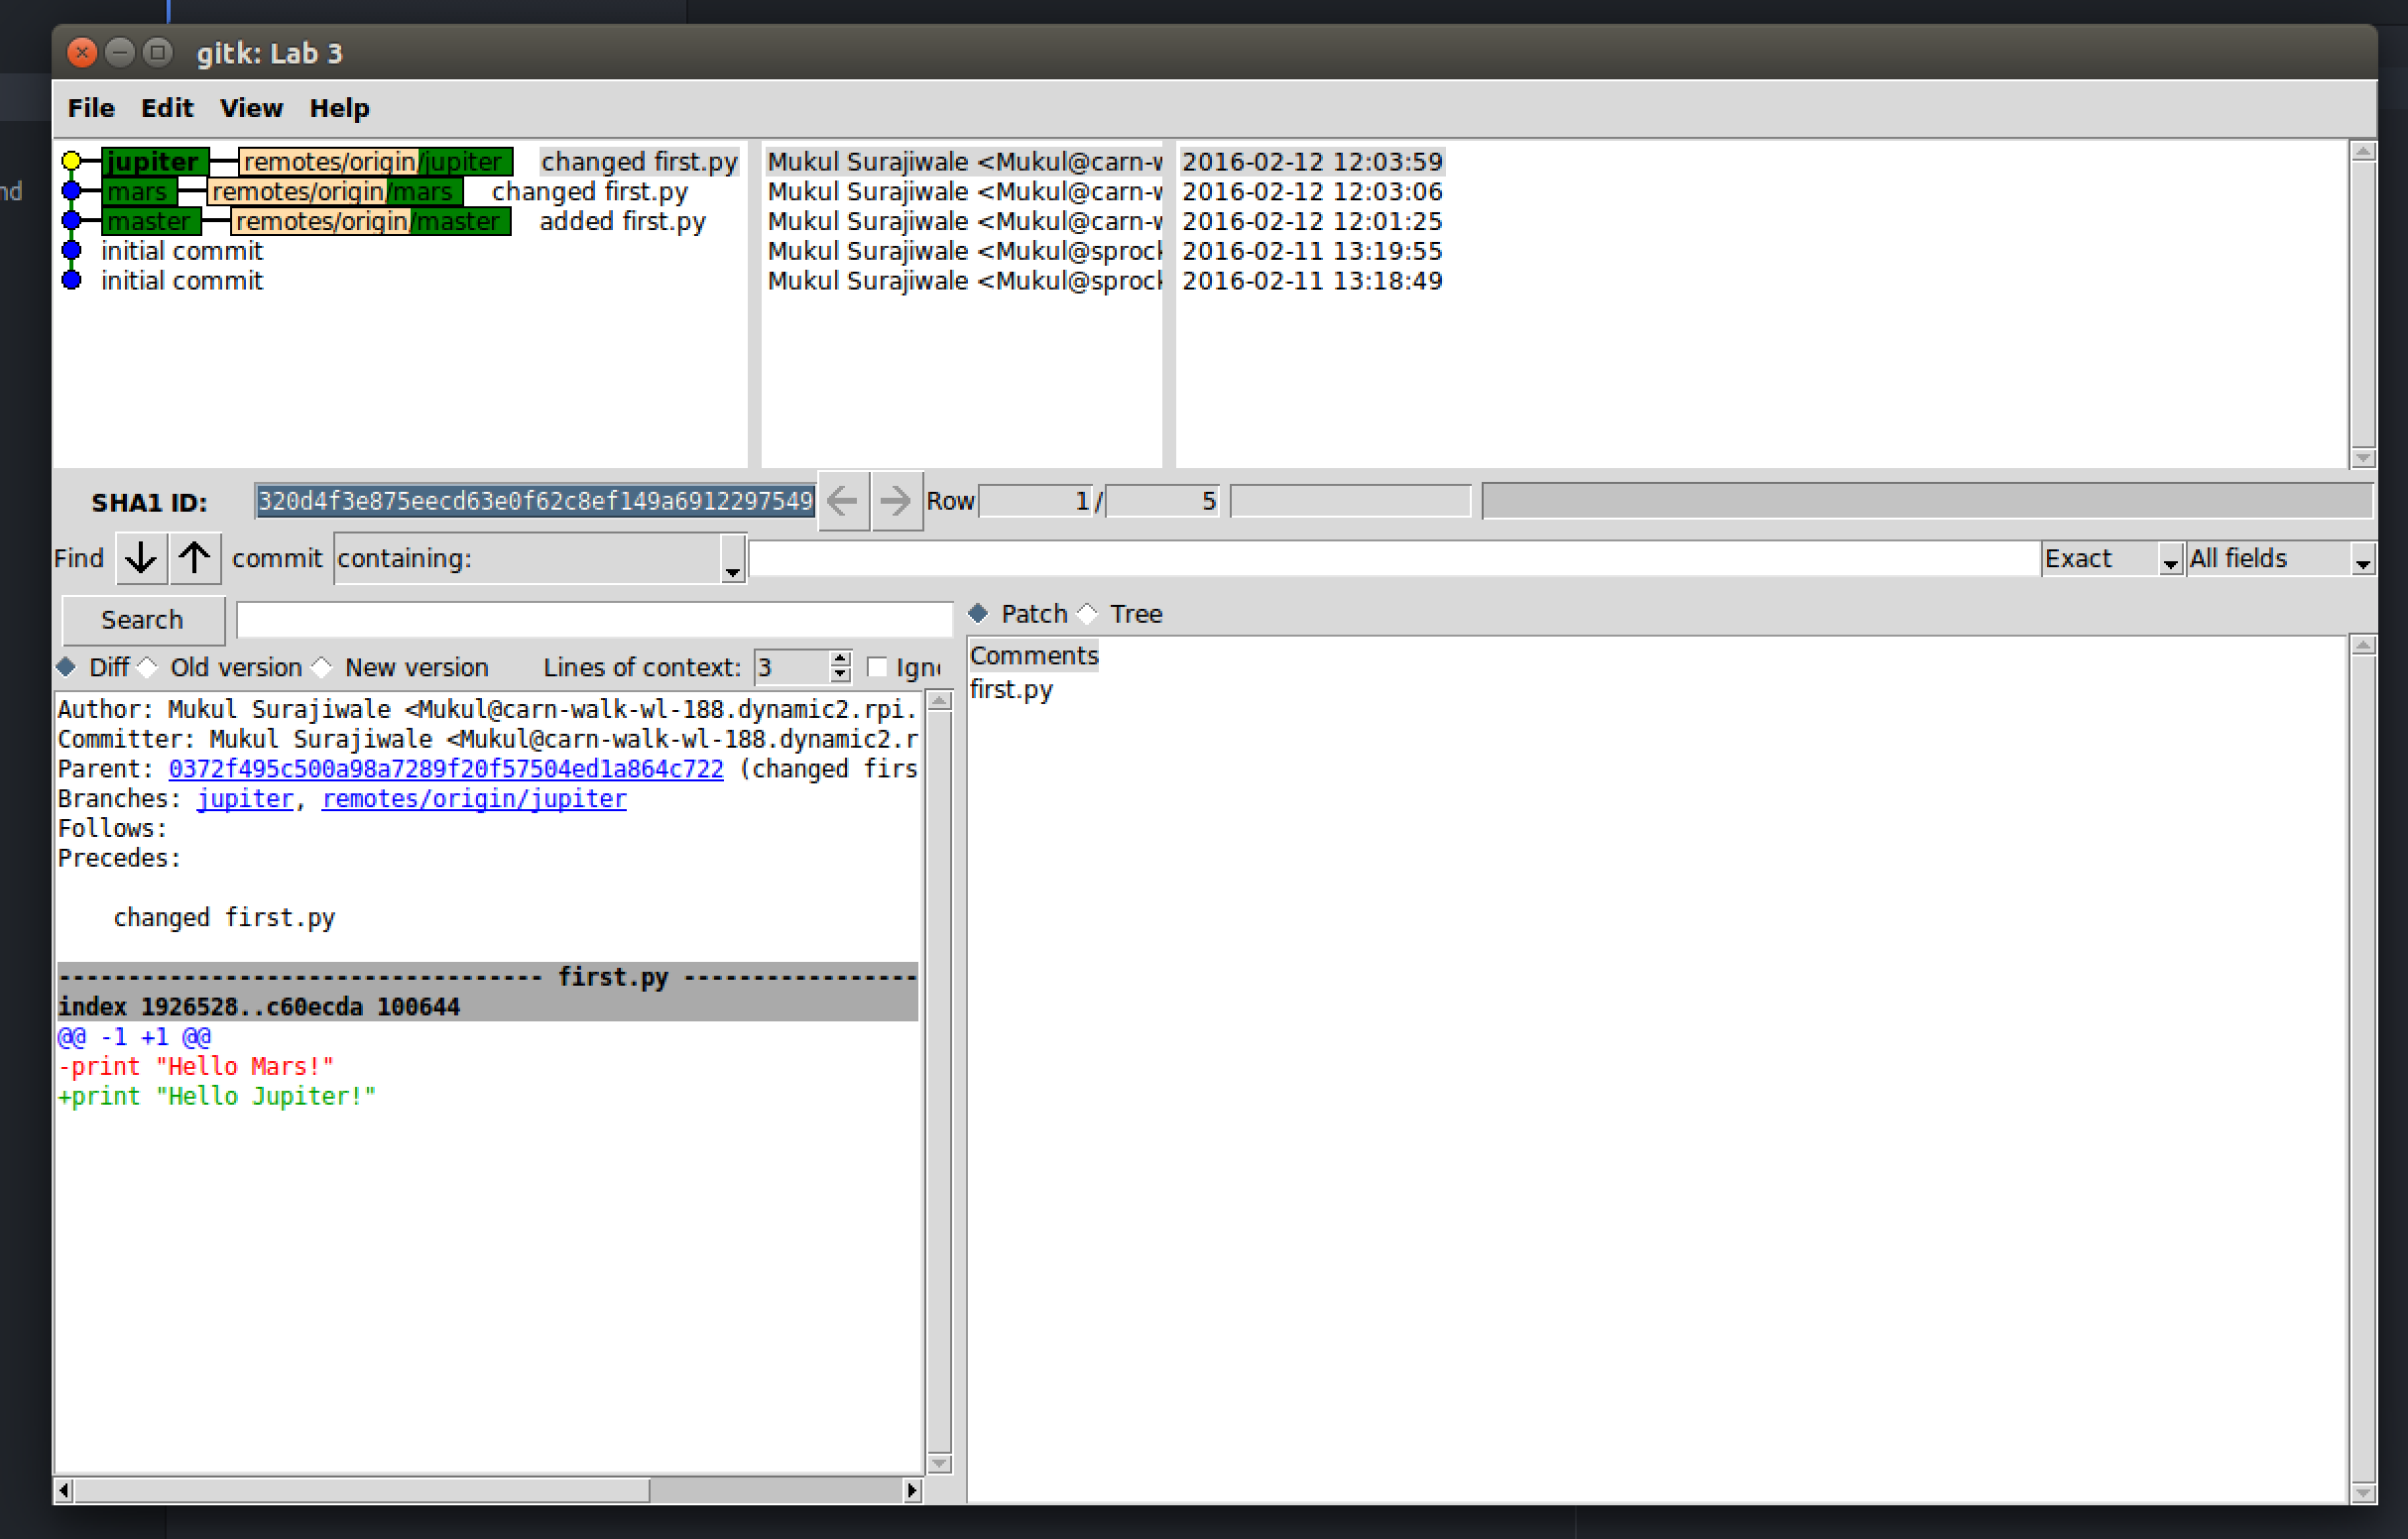 gitk: Lab 3
File Edit View Help
jupiter remotes/origin/jupiter changed first.py Mukul Surajiwale <Mukul@carn-w 2016-02-12 12:03:59
mars remotes/origin/mars changed first.py Mukul Surajiwale <Mukul@carn-w 2016-02-12 12:03:06
nd
master remotes/origin/master added first.py Mukul Surajiwale <Mukul@carn-w 2016-02-12 12:01:25
initial commit Mukul Surajiwale <Mukul@sprock 2016-02-11 13:19:55
initial commit Mukul Surajiwale <Mukul@sprock 2016-02-11 13:18:49
SHA1 ID: 320d4f3e875eecd63e0f62c8ef149a6912297549 Row 1 / 5
Find commit containing: Exact All fields
Search
Patch Tree
Diff Old version New version Lines of context: 3 Igno
Comments
first.py
Author: Mukul Surajiwale <Mukul@carn-walk-wl-188.dynamic2.rpi.
Committer: Mukul Surajiwale <Mukul@carn-walk-wl-188.dynamic2.r
Parent: 0372f495c500a98a7289f20f57504ed1a864c722 (changed firs
Branches: jupiter, remotes/origin/jupiter
Follows:
Precedes:
changed first.py
----------------------------------- first.py -----------------
index 1926528..c60ecda 100644
@@ -1 +1 @@
-print "Hello Mars!"
+print "Hello Jupiter!"